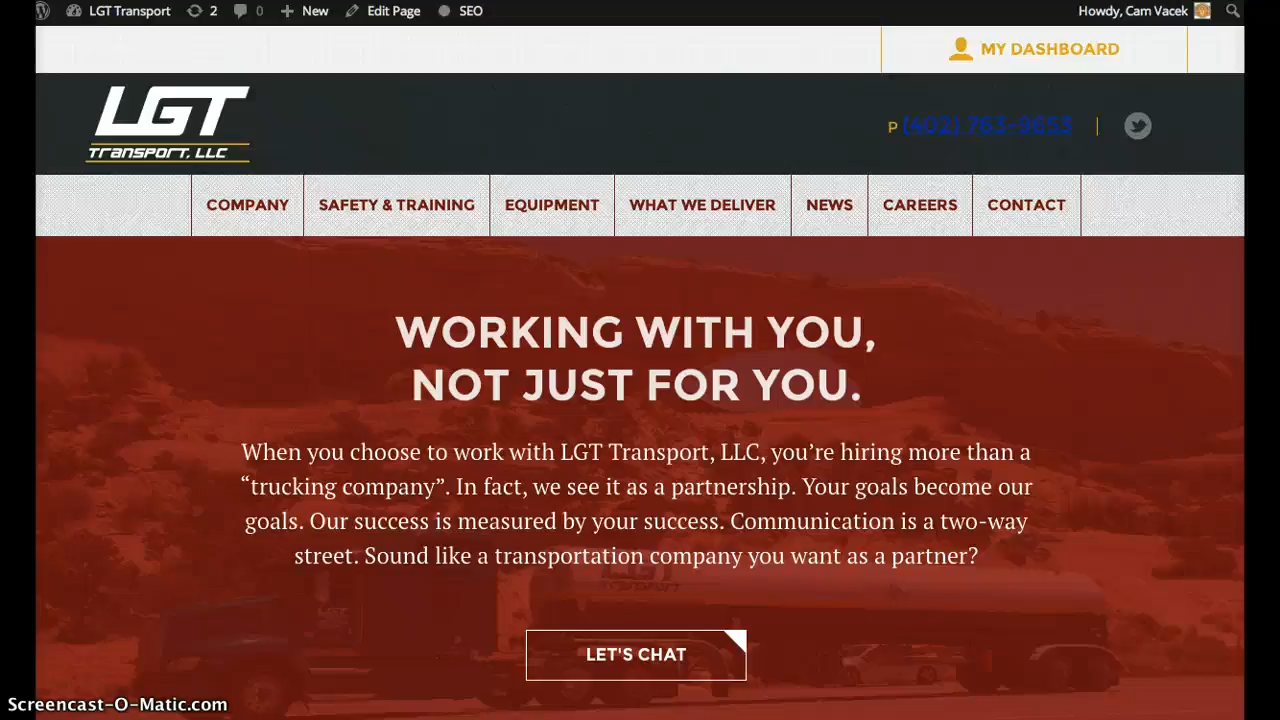 LGT Transport 2 0 New Edit Page SEO Howdy, Cam Vacek
MY DASHBOARD
LGT
TRANSPORT, LLC
P (402) 763-9653
COMPANY SAFETY & TRAINING EQUIPMENT WHAT WE DELIVER NEWS CAREERS CONTACT
WORKING WITH YOU,
NOT JUST FOR YOU.
When you choose to work with LGT Transport, LLC, you’re hiring more than a
“trucking company”. In fact, we see it as a partnership. Your goals become our
goals. Our success is measured by your success. Communication is a two-way
street. Sound like a transportation company you want as a partner?
LGT
TRANSPORT
LET'S CHAT
Screencast-O-Matic.com